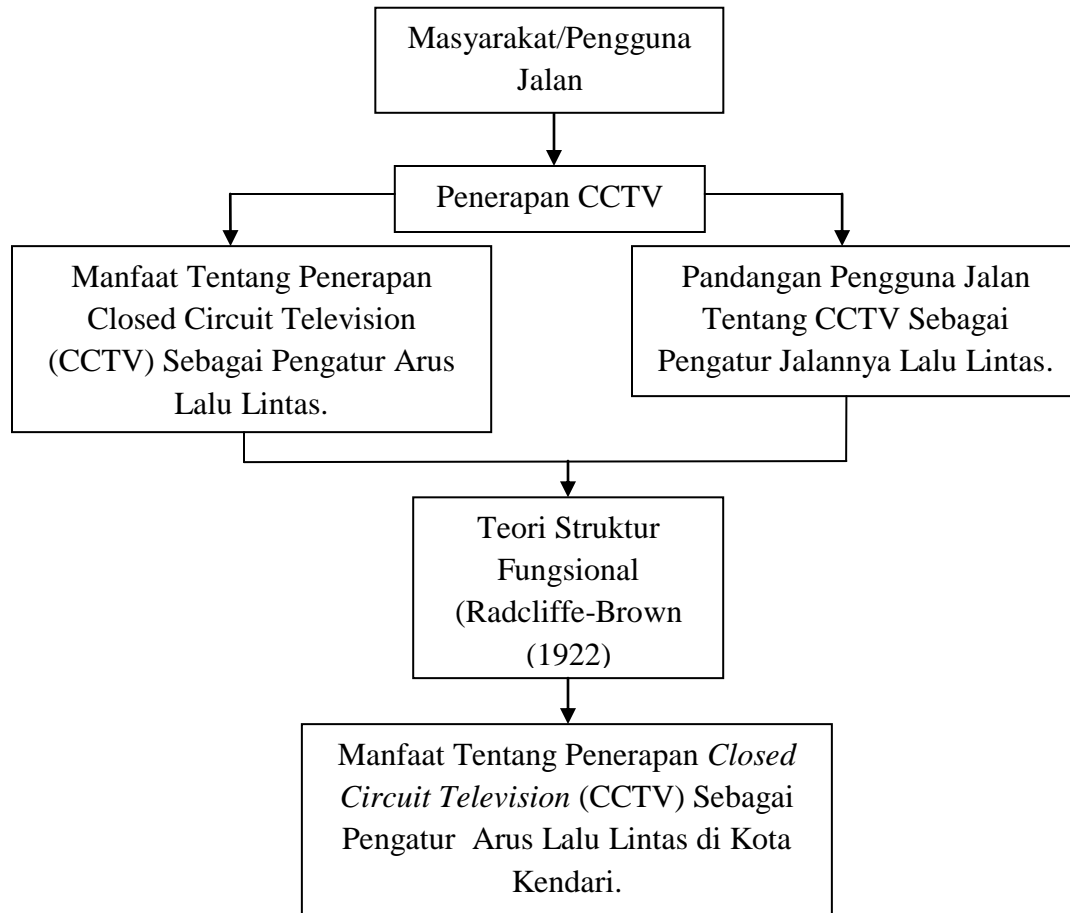 Masyarakat/Pengguna
Jalan
Penerapan CCTV
Manfaat Tentang Penerapan
Closed Circuit Television
(CCTV) Sebagai Pengatur Arus
Lalu Lintas.
Pandangan Pengguna Jalan
Tentang CCTV Sebagai
Pengatur Jalannya Lalu Lintas.
Teori Struktur
Fungsional
(Radcliffe-Brown
(1922)
Manfaat Tentang Penerapan Closed
Circuit Television (CCTV) Sebagai
Pengatur Arus Lalu Lintas di Kota
Kendari.